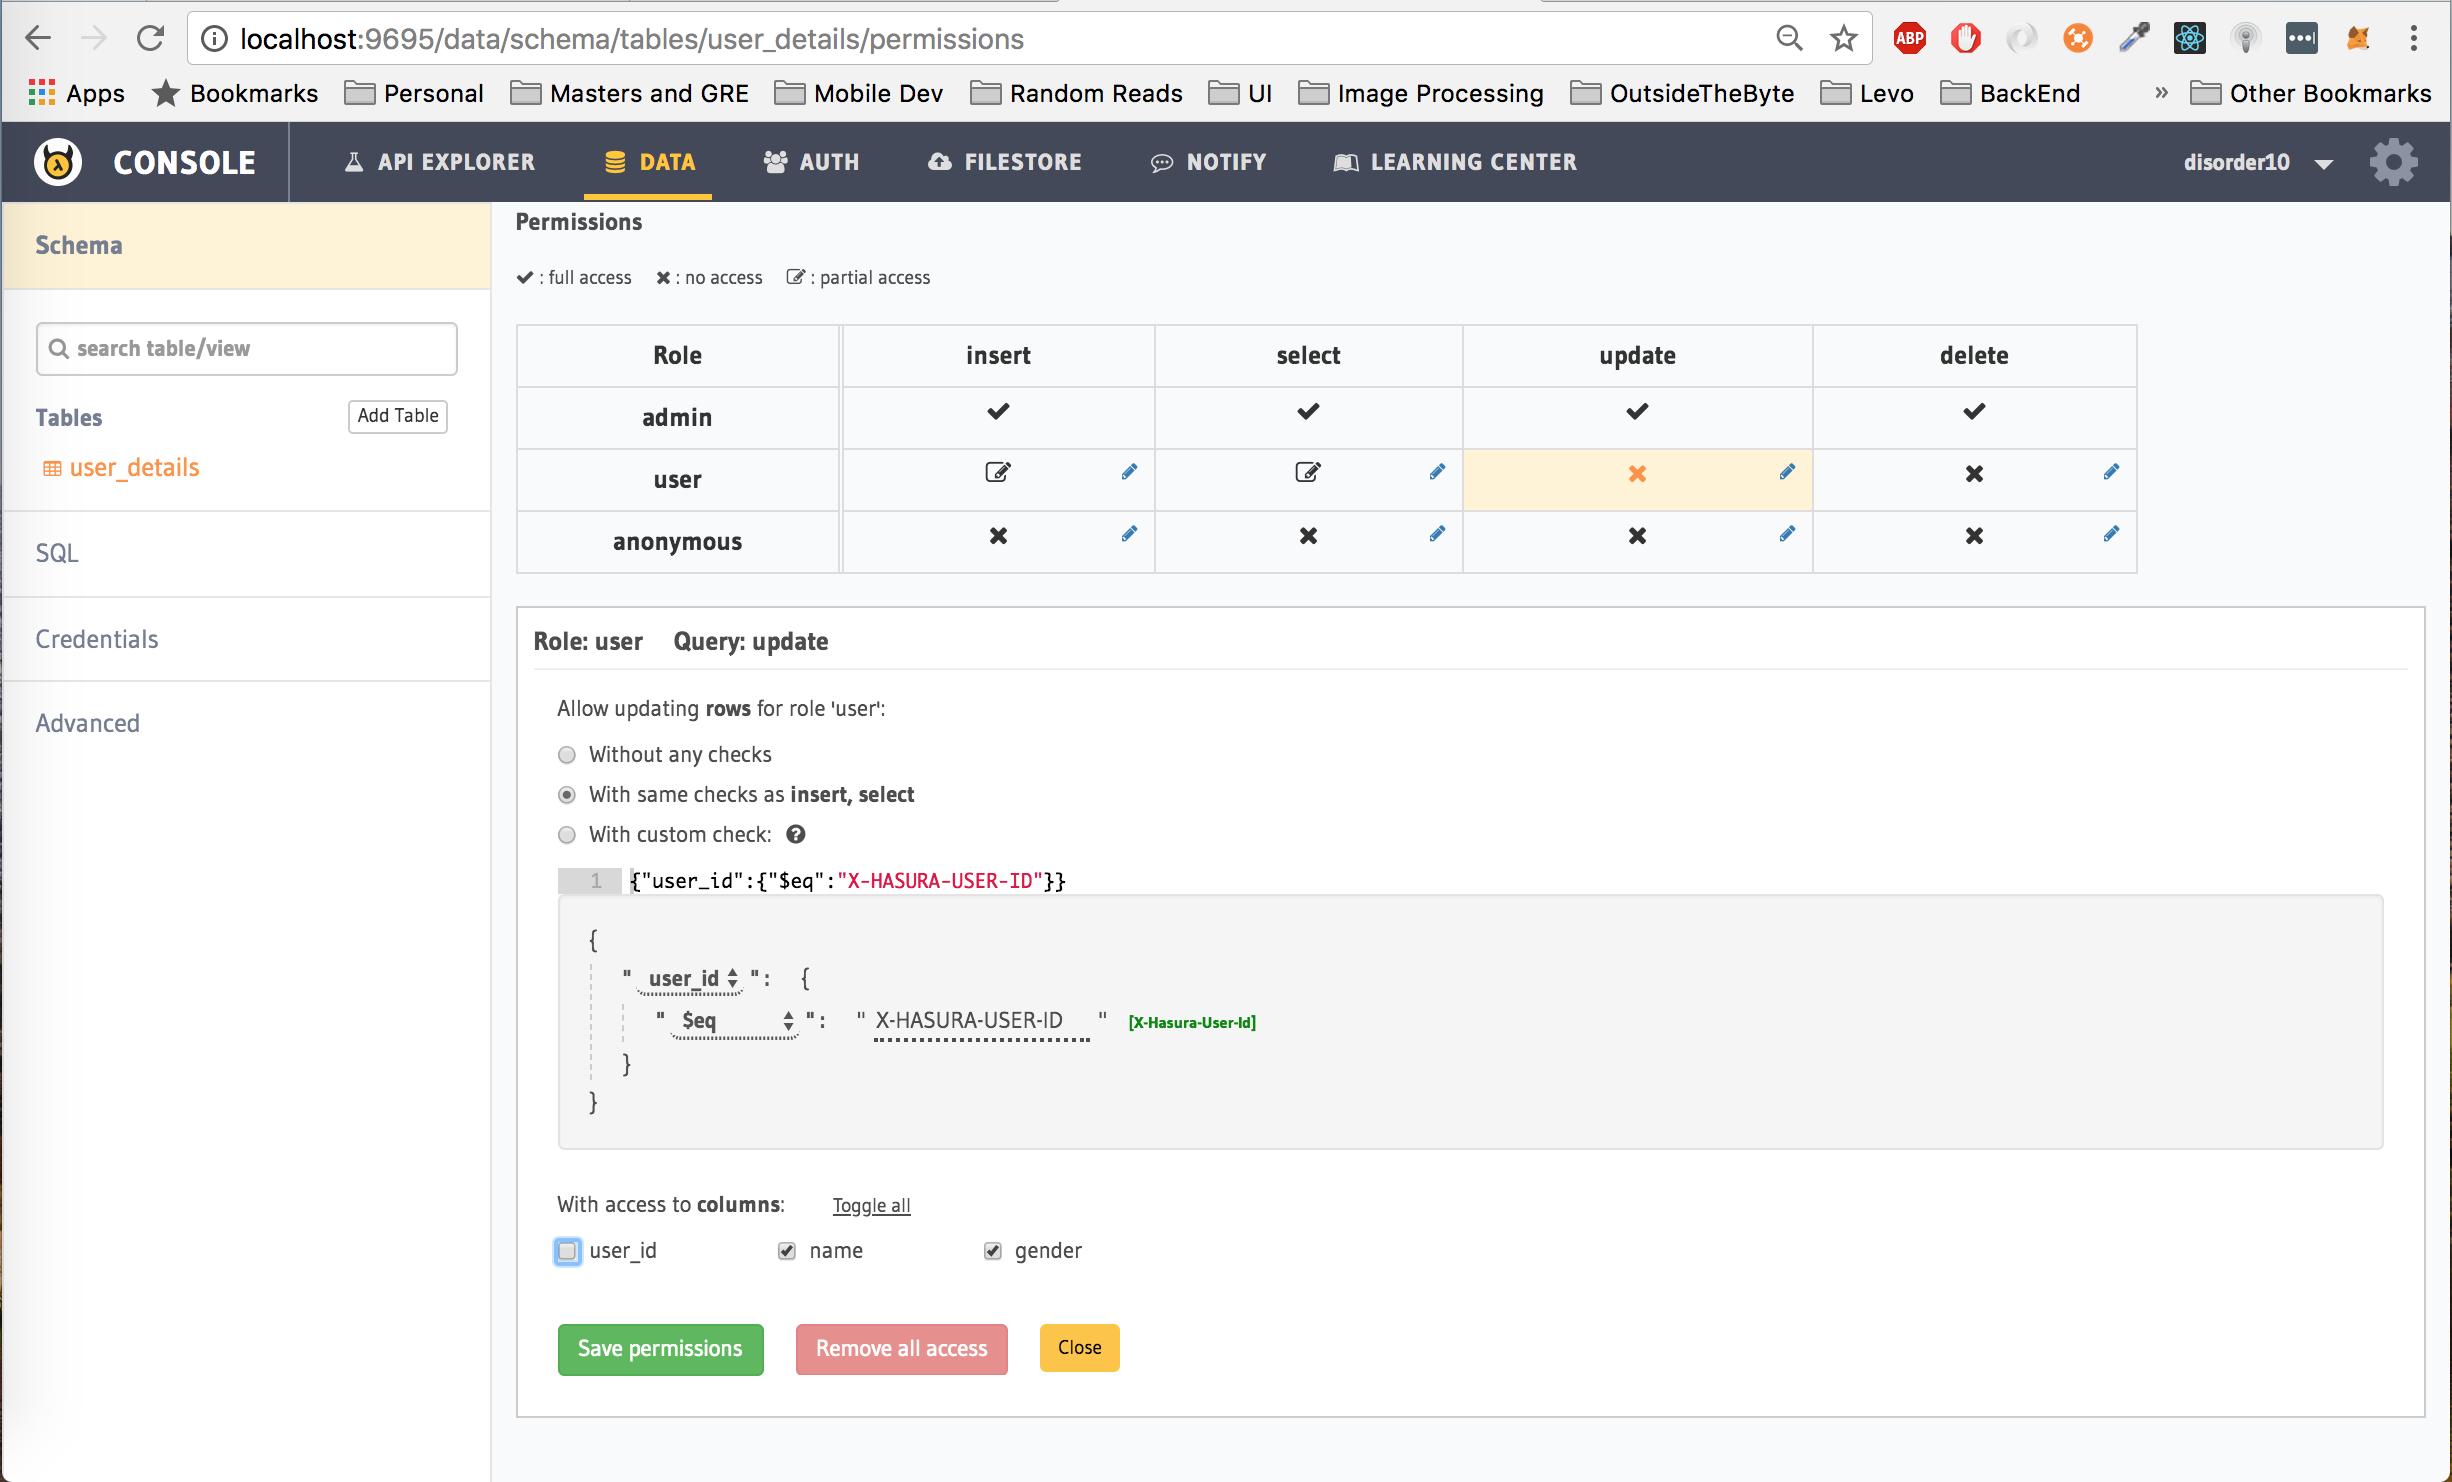 localhost:9695/data/schema/tables/user_details/permissions
ABP
Apps Bookmarks Personal Masters and GRE Mobile Dev Random Reads UI Image Processing OutsideTheByte Levo BackEnd » Other Bookmarks
CONSOLE API EXPLORER DATA AUTH FILESTORE NOTIFY LEARNING CENTER disorder10
Schema
search table/view
Tables Add Table
user_details
SQL
Credentials
Advanced
Permissions
: full access : no access : partial access
Role insert select update delete
admin
user
anonymous
Role: user Query: update
Allow updating rows for role 'user':
Without any checks
With same checks as insert, select
With custom check: ?
1 {"user_id":{"$eq":"X-HASURA-USER-ID"}}
{
" user_id ": {
" $eq ": " X-HASURA-USER-ID " [X-Hasura-User-Id]
}
}
With access to columns: Toggle all
user_id name gender
Save permissions Remove all access Close